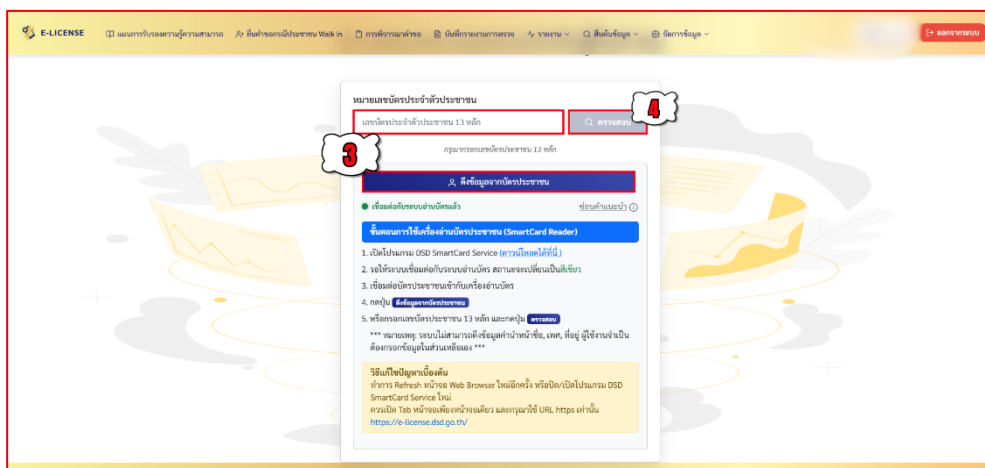 E-LICENSE แผนการรับรองความรู้ความสามารถ ยื่นคำขอกรณีประชาชน Walk in การพิจารณาคำขอ บันทึกรายงานการตรวจ รายงาน สืบค้นข้อมูล จัดการข้อมูล ออกจากระบบ
หมายเลขบัตรประจำตัวประชาชน
4
เลขบัตรประจำตัวประชาชน 13 หลัก ตรวจสอบ
3
กรุณากรอกเลขบัตรประชาชน 13 หลัก
ดึงข้อมูลจากบัตรประชาชน
เชื่อมต่อกับระบบอ่านบัตรแล้ว ซ่อนคำแนะนำ
ขั้นตอนการใช้เครื่องอ่านบัตรประชาชน (SmartCard Reader)
1. เปิดโปรแกรม DSD SmartCard Service (ดาวน์โหลดได้ที่นี่)
2. รอให้ระบบเชื่อมต่อกับระบบอ่านบัตร สถานะจะเปลี่ยนเป็นสีเขียว
3. เชื่อมต่อบัตรประชาชนเข้ากับเครื่องอ่านบัตร
4. กดปุ่ม ดึงข้อมูลจากบัตรประชาชน
5. หรือกรอกเลขบัตรประชาชน 13 หลัก และกดปุ่ม ตรวจสอบ
*** หมายเหตุ: ระบบไม่สามารถดึงข้อมูลคำนำหน้าชื่อ, เพศ, ที่อยู่ ผู้ใช้งานจำเป็น
ต้องกรอกข้อมูลในส่วนเหลือเอง ***
วิธีแก้ไขปัญหาเบื้องต้น
ทำการ Refresh หน้าจอ Web Browser ใหม่อีกครั้ง หรือปิด/เปิดโปรแกรม DSD
SmartCard Service ใหม่
ควรเปิด Tab หน้าจอเพียงหน้าจอเดียว และกรุณาใช้ URL https เท่านั้น
https://e-license.dsd.go.th/